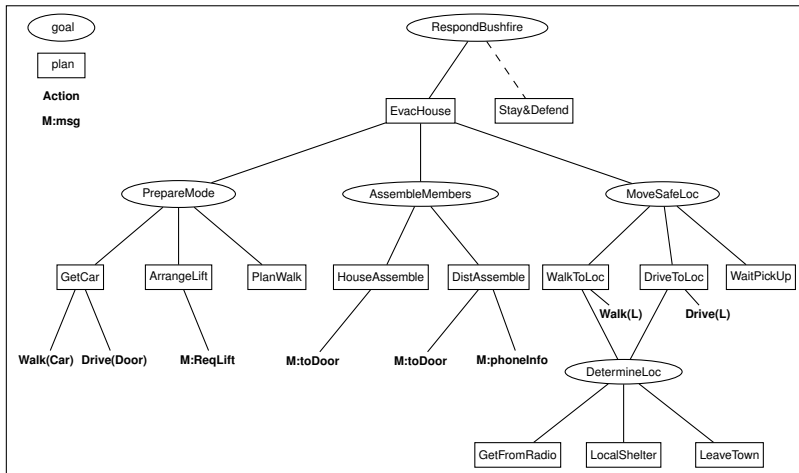 goal
RespondBushfire
plan
Action
M:msg
EvacHouse
Stay&Defend
PrepareMode
AssembleMembers
MoveSafeLoc
GetCar
ArrangeLift
PlanWalk
HouseAssemble
DistAssemble
WalkToLoc
DriveToLoc
WaitPickUp
Walk(L)
Drive(L)
Walk(Car)
Drive(Door)
M:ReqLift
M:toDoor
M:toDoor
M:phoneInfo
DetermineLoc
GetFromRadio
LocalShelter
LeaveTown